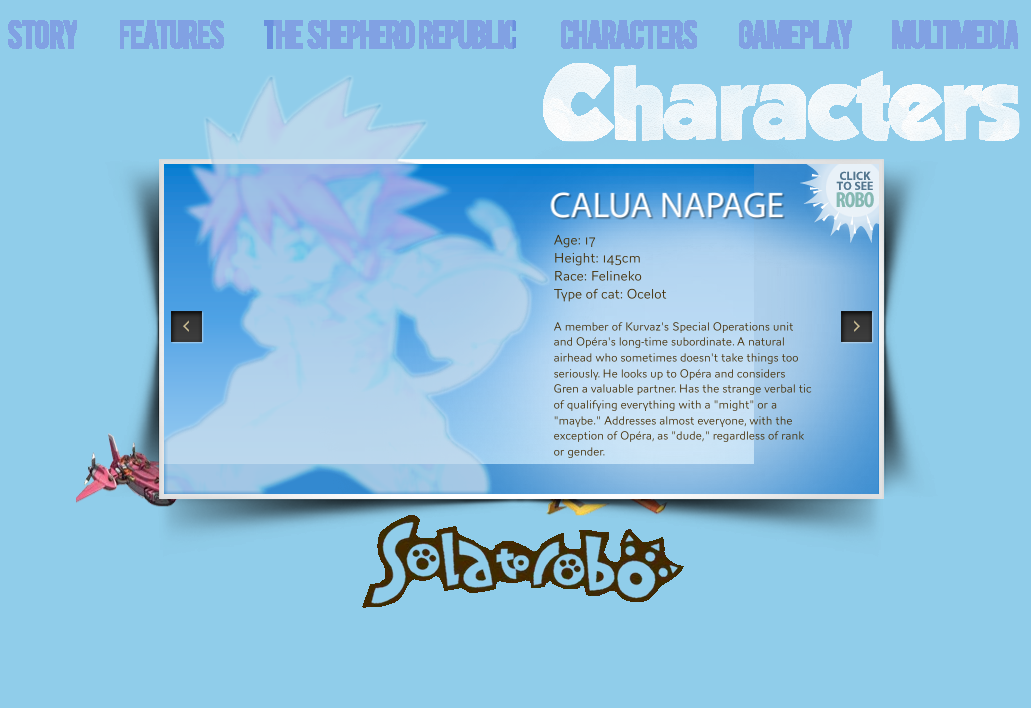 STORY FEATURES THE SHEPHERD REPUBLIC CHARACTERS GAMEPLAY MULTIMEDIA
Characters
CLICK
TO SEE
ROBO
CALUA NAPAGE
Age: 17
Height: 145cm
Race: Felineko
Type of cat: Ocelot
A member of Kurvaz's Special Operations unit
and Opéra's long-time subordinate. A natural
airhead who sometimes doesn't take things too
seriously. He looks up to Opéra and considers
Gren a valuable partner. Has the strange verbal tic
of qualifying everything with a "might" or a
"maybe." Addresses almost everyone, with the
exception of Opéra, as "dude," regardless of rank
or gender.
Solatorobo